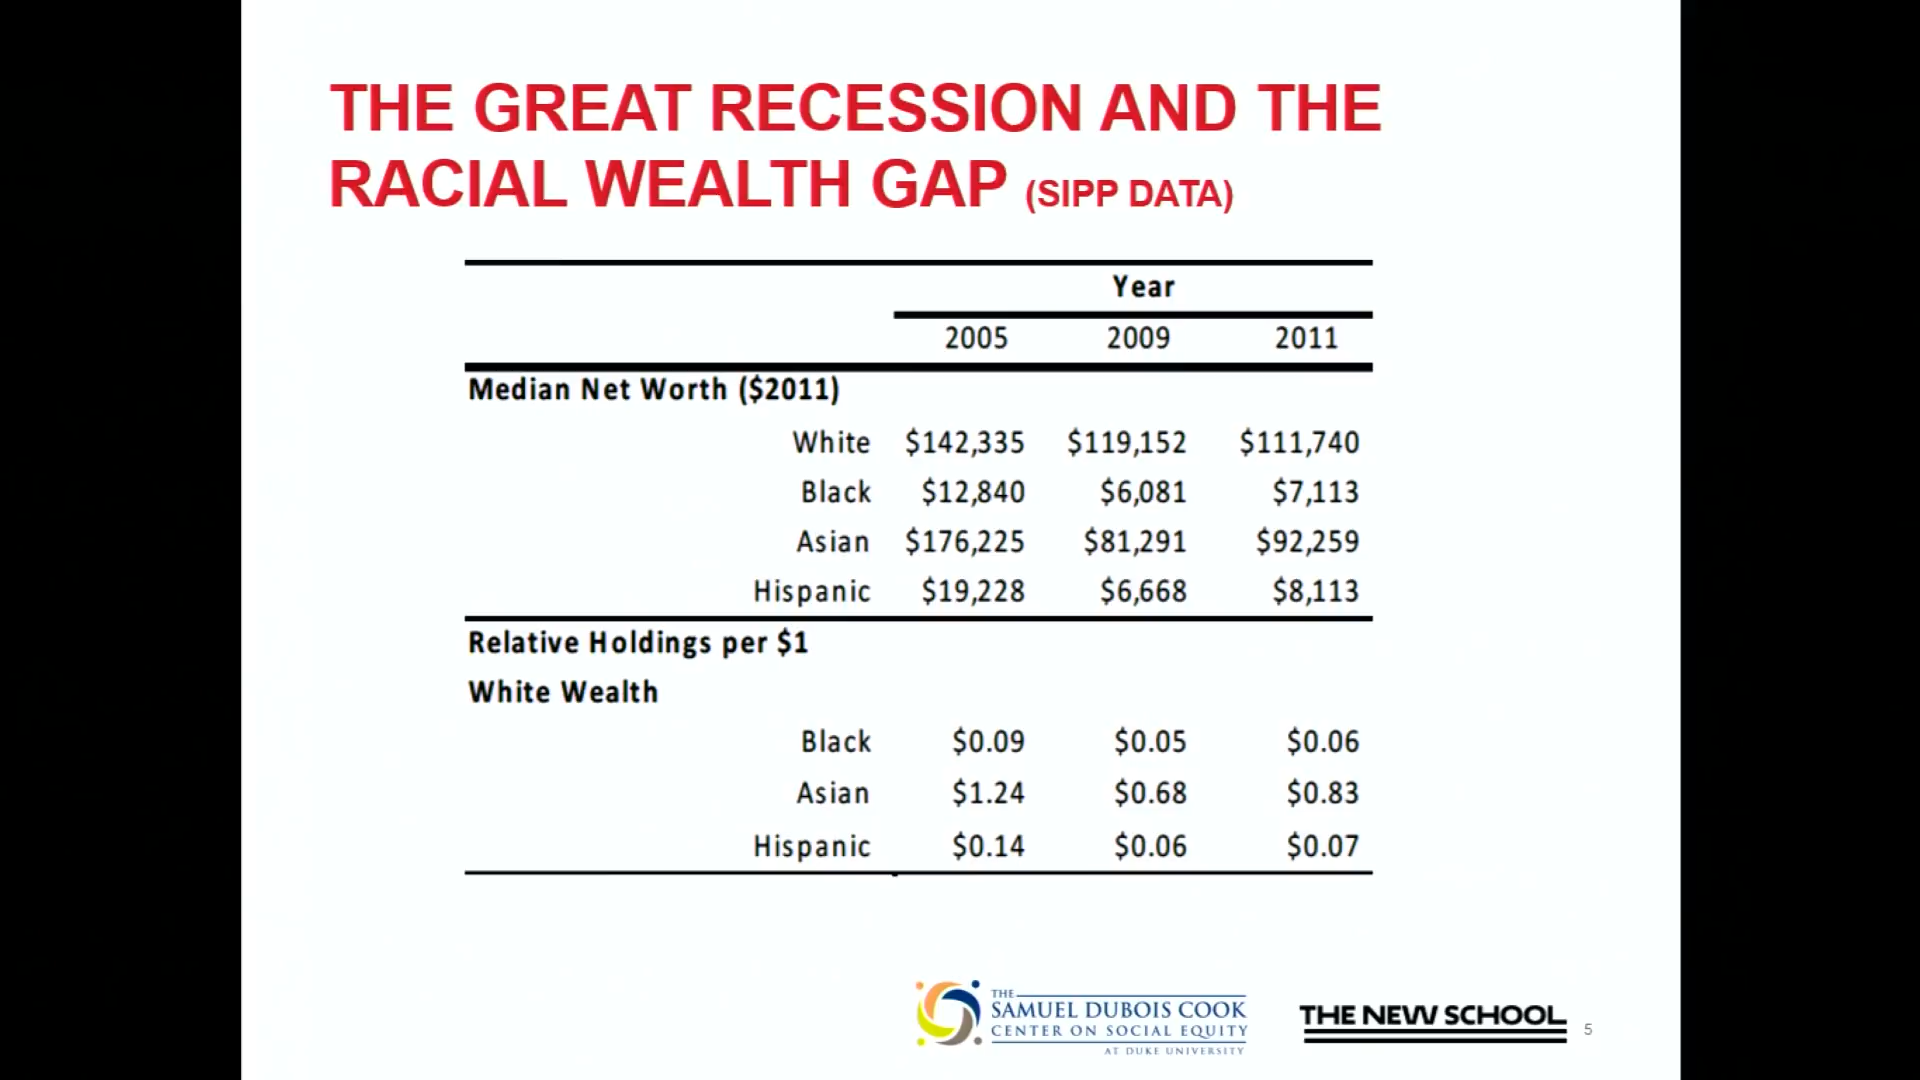 THE GREAT RECESSION AND THE
RACIAL WEALTH GAP (SIPP DATA)
Year
2005 2009 2011
Median Net Worth ($2011)
White $142,335 $119,152 $111,740
Black $12,840 $6,081 $7,113
Asian $176,225 $81,291 $92,259
Hispanic $19,228 $6,668 $8,113
Relative Holdings per $1
White Wealth
Black $0.09 $0.05 $0.06
Asian $1.24 $0.68 $0.83
Hispanic $0.14 $0.06 $0.07
THE
SAMUEL DUBOIS COOK
CENTER ON SOCIAL EQUITY
AT DUKE UNIVERSITY
THE NEW SCHOOL
5